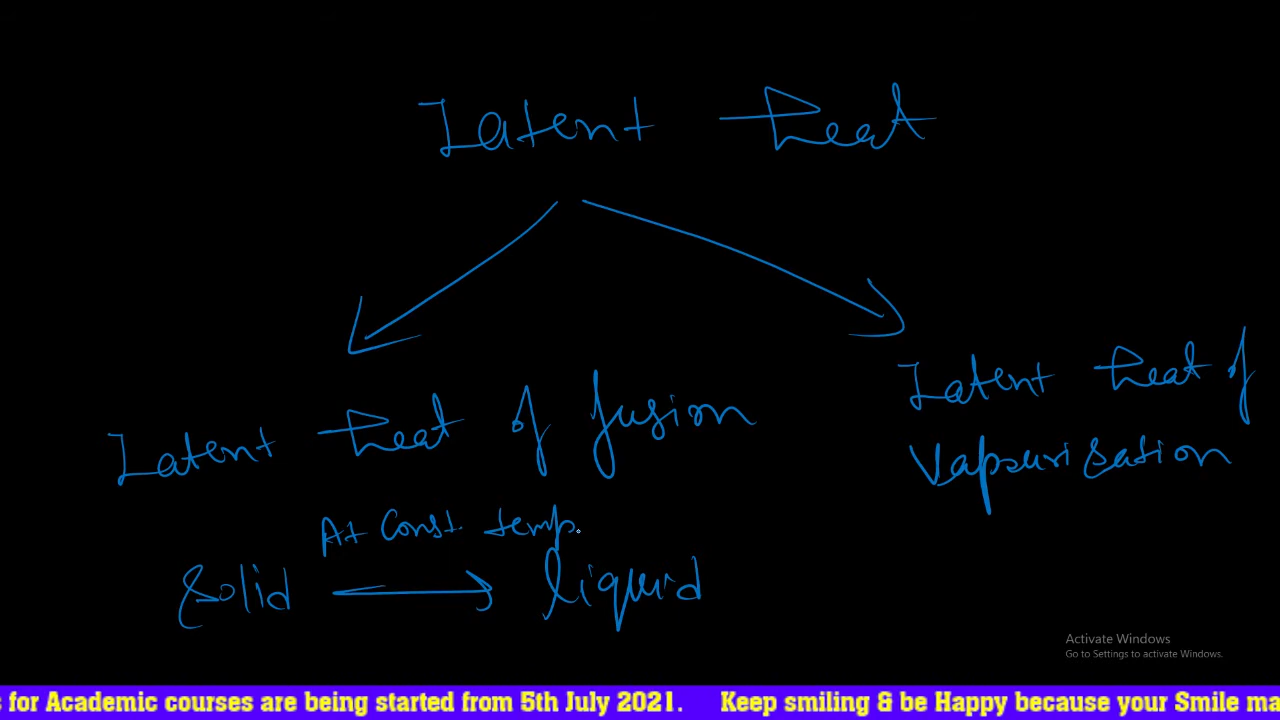 Latent Heat
Latent Heat of fusion
Latent Heat of
Vapourisation
At Const. temp.
Solid liquid
Activate Windows
Go to Settings to activate Windows.
s for Academic courses are being started from 5th July 2021. Keep smiling & be Happy because your Smile ma